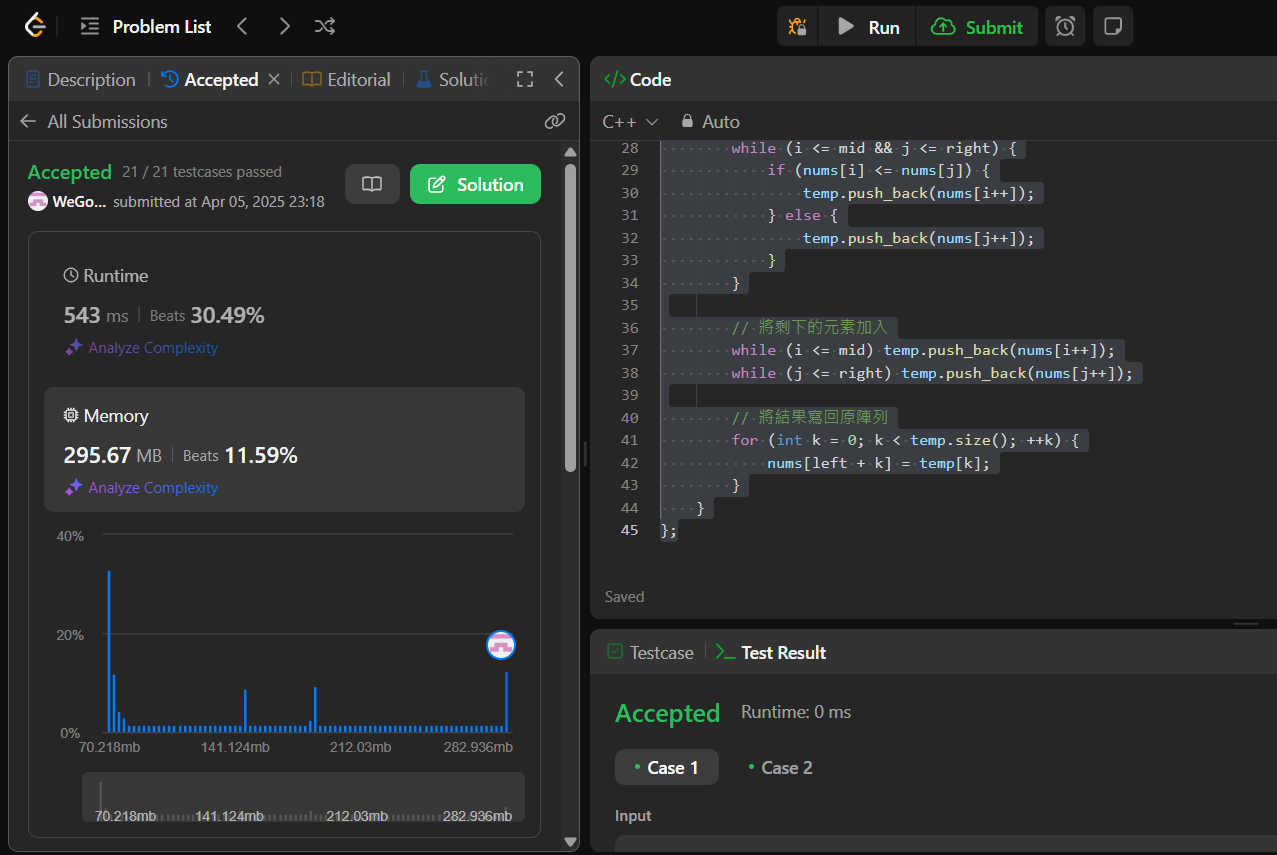 Problem List
Run
Submit
Description
Accepted
Editorial
Solutic
All Submissions
Accepted 21 / 21 testcases passed
WeGo... submitted at Apr 05, 2025 23:18
Solution
Runtime
543 ms Beats 30.49%
Analyze Complexity
Memory
295.67 MB Beats 11.59%
Analyze Complexity
40%
20%
0%
70.218mb 141.124mb 212.03mb 282.936mb
70.218mb 141.124mb 212.03mb 282.936mb
</> Code
C++ Auto
28 while (i <= mid && j <= right) {
29 if (nums[i] <= nums[j]) {
30 temp.push_back(nums[i++]);
31 } else {
32 temp.push_back(nums[j++]);
33 }
34 }
35
36 // 將剩下的元素加入
37 while (i <= mid) temp.push_back(nums[i++]);
38 while (j <= right) temp.push_back(nums[j++]);
39
40 // 將結果寫回原陣列
41 for (int k = 0; k < temp.size(); ++k) {
42 nums[left + k] = temp[k];
43 }
44 }
45 };
Saved
Testcase
Test Result
Accepted Runtime: 0 ms
Case 1 Case 2
Input